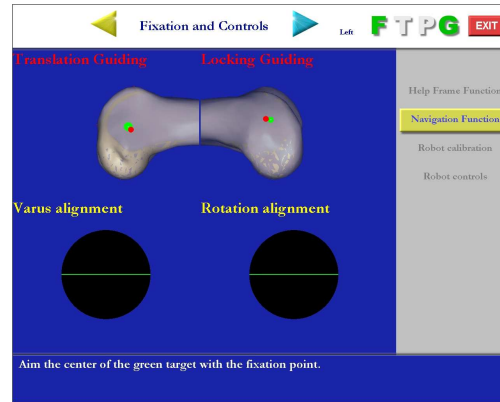 Fixation and Controls
Left
F T P G
EXIT
Translation Guiding
Locking Guiding
Help Frame Function
Navigation Function
Robot calibration
Robot controls
Varus alignment
Rotation alignment
Aim the center of the green target with the fixation point.